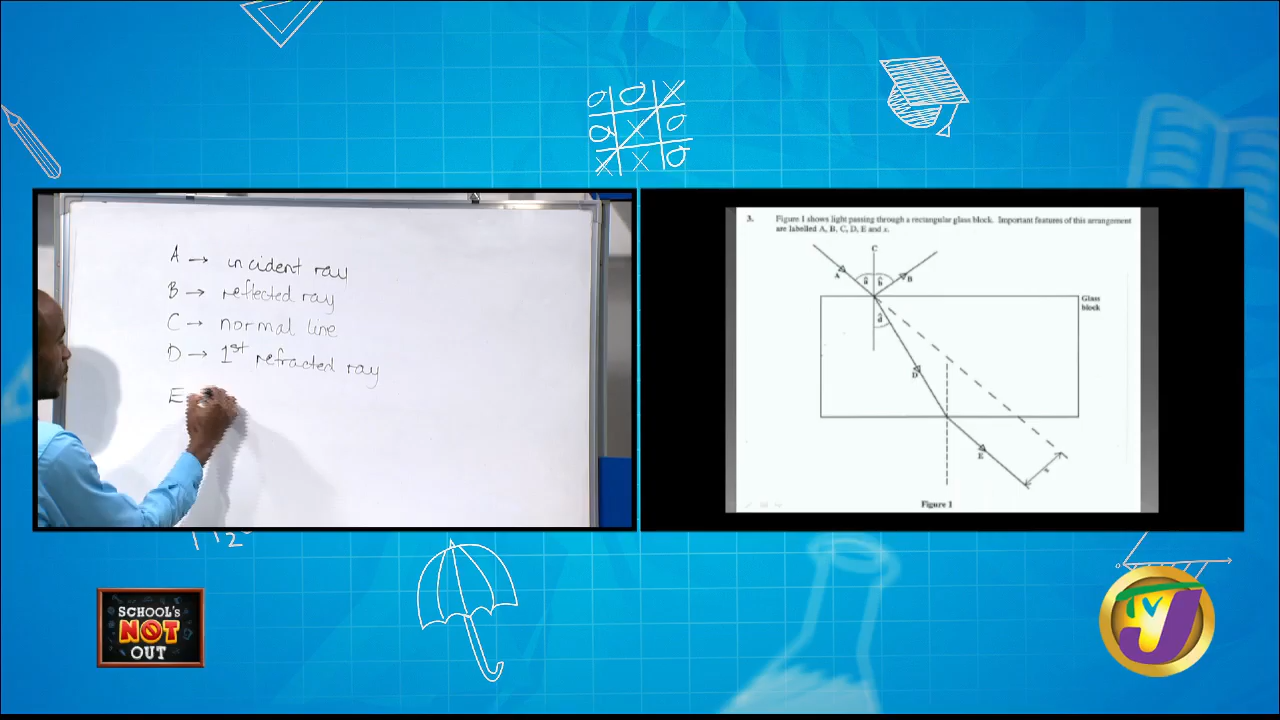 A → incident ray
B → reflected ray
C → normal line
D → 1st refracted ray
E
3. Figure 1 shows light passing through a rectangular glass block. Important features of this arrangement
are labelled A, B, C, D, E and x.
C
A
â
b̂
B
Glass
block
d̂
D
E
x
Figure 1
O O X
O X O
X X O
SCHOOL'S
NOT
OUT
TVJ